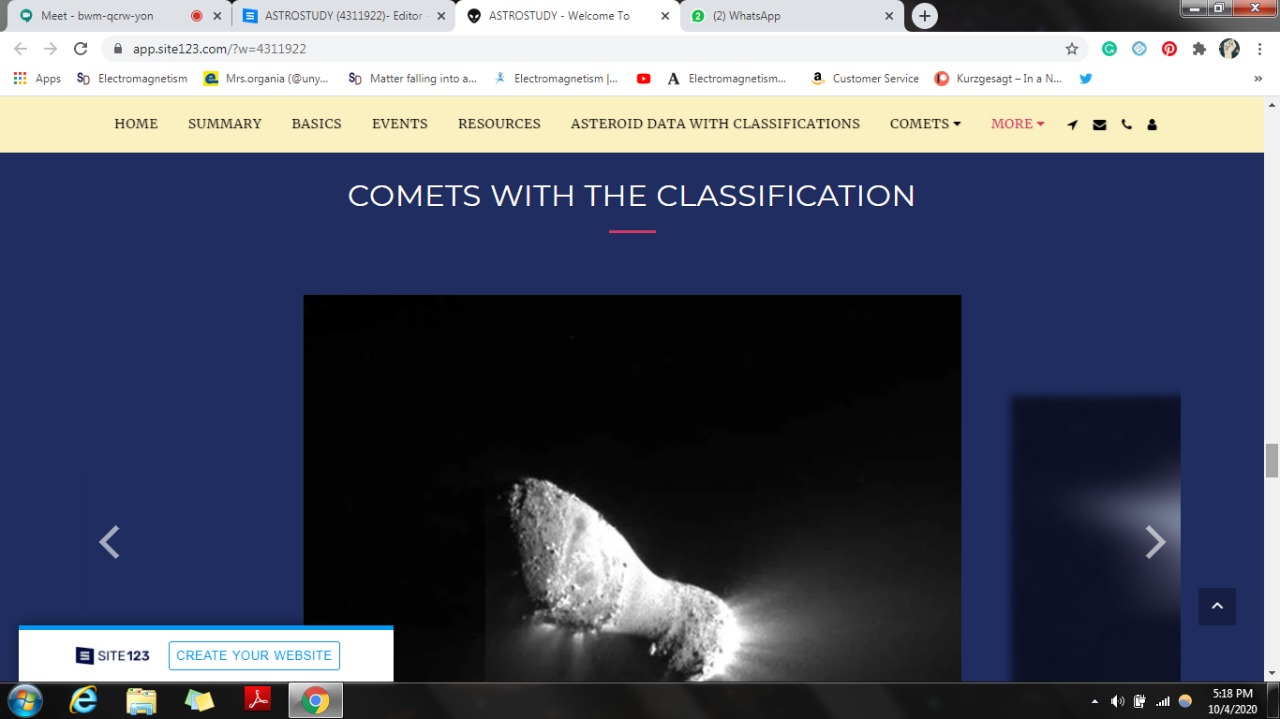 Meet - bwm-qcrw-yon
ASTROSTUDY (4311922)- Editor -
ASTROSTUDY - Welcome To
(2) WhatsApp
app.site123.com/?w=4311922
Apps
SD Electromagnetism
Mrs.organia (@uny...
SD Matter falling into a...
Electromagnetism |...
A Electromagnetism...
a Customer Service
Kurzgesagt – In a N...
»
HOME SUMMARY BASICS EVENTS RESOURCES ASTEROID DATA WITH CLASSIFICATIONS COMETS MORE
COMETS WITH THE CLASSIFICATION
SITE123
CREATE YOUR WEBSITE
5:18 PM
10/4/2020